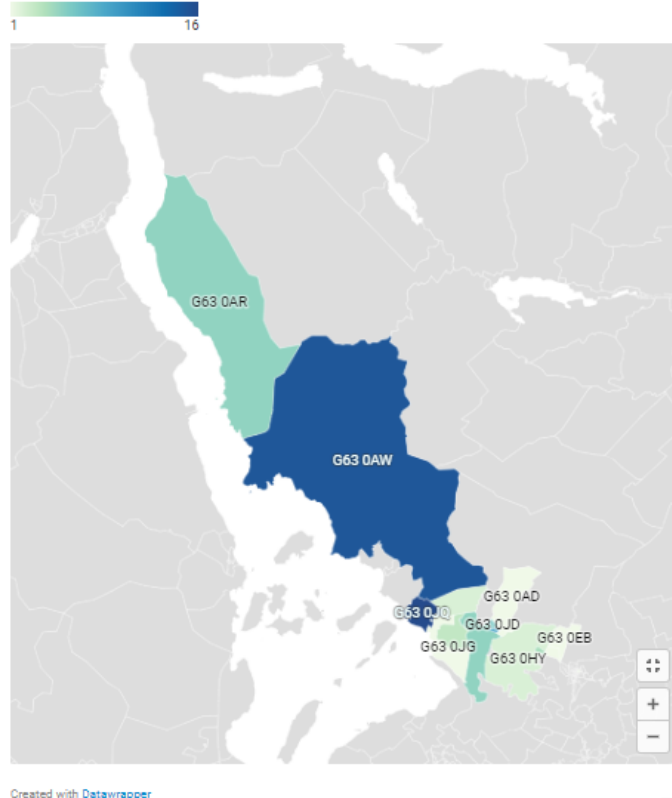 1 16
G63 0AR
G63 0AW
G63 0AD
G63 0JQ
G63 0JD
G63 0EB
G63 0JG
G63 0HY
+
−
Created with Datawrapper